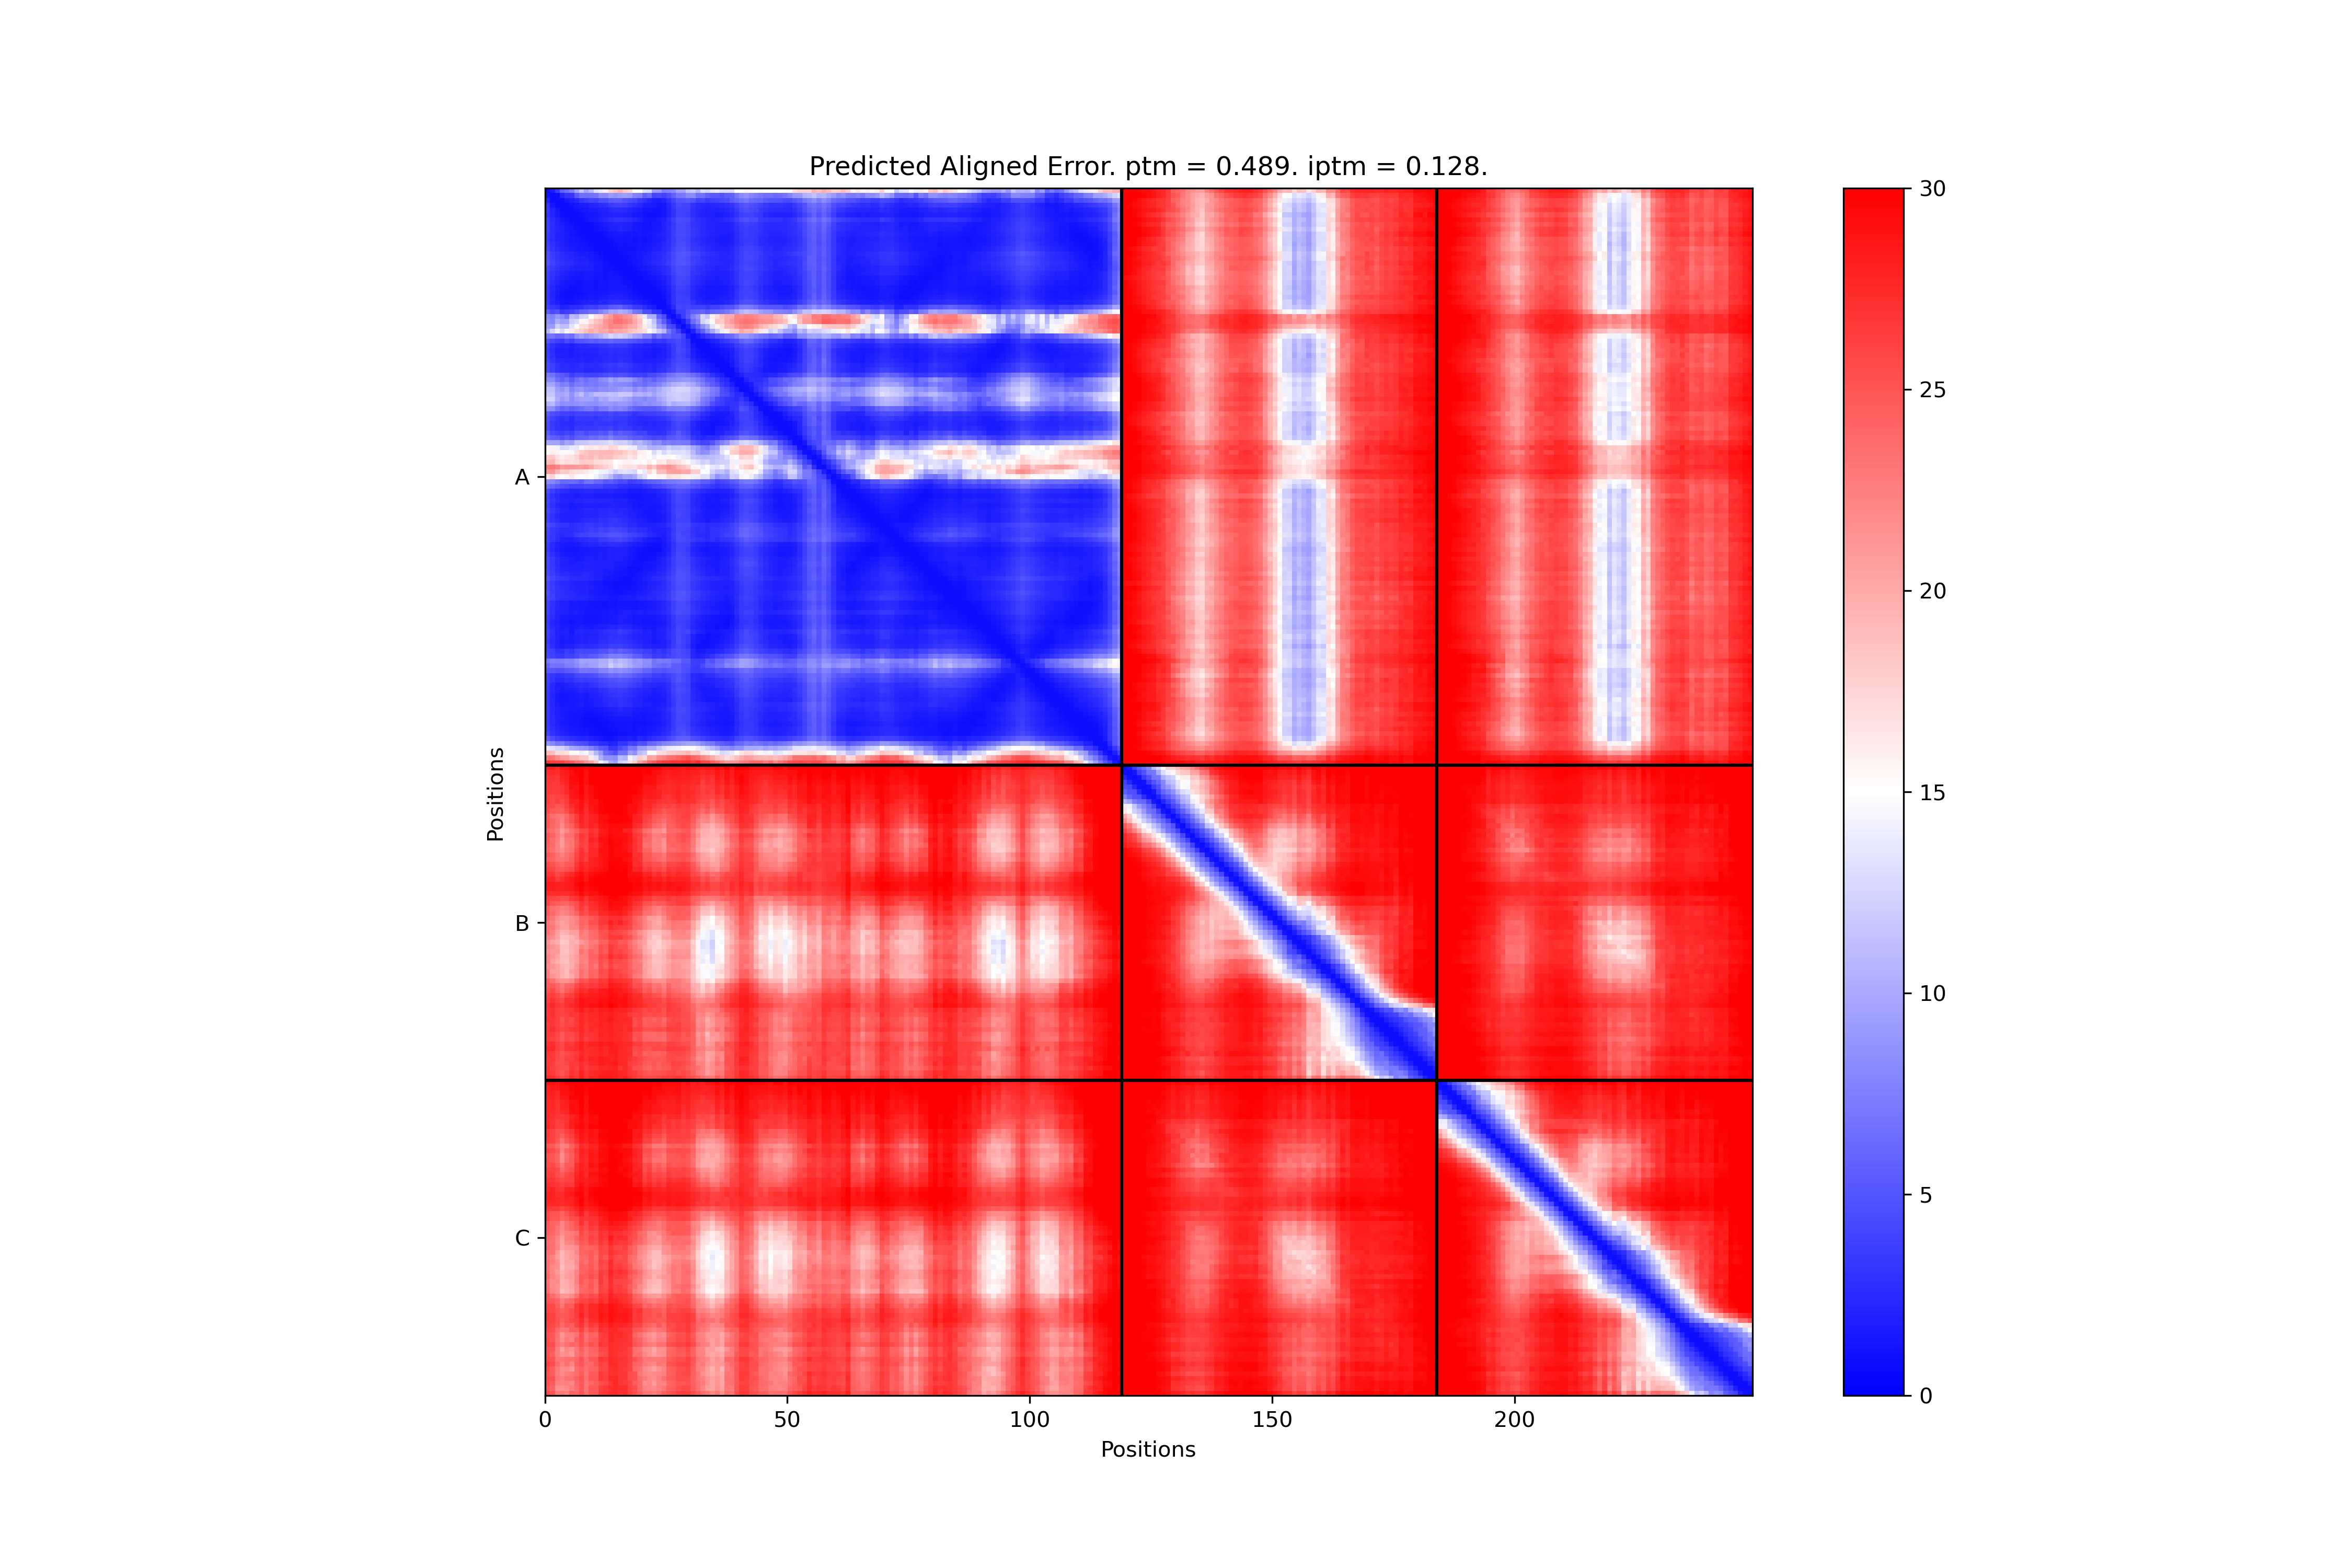 Predicted Aligned Error. ptm = 0.489. iptm = 0.128.
A
B
C
Positions
0
50
100
150
200
Positions
30
25
20
15
10
5
0